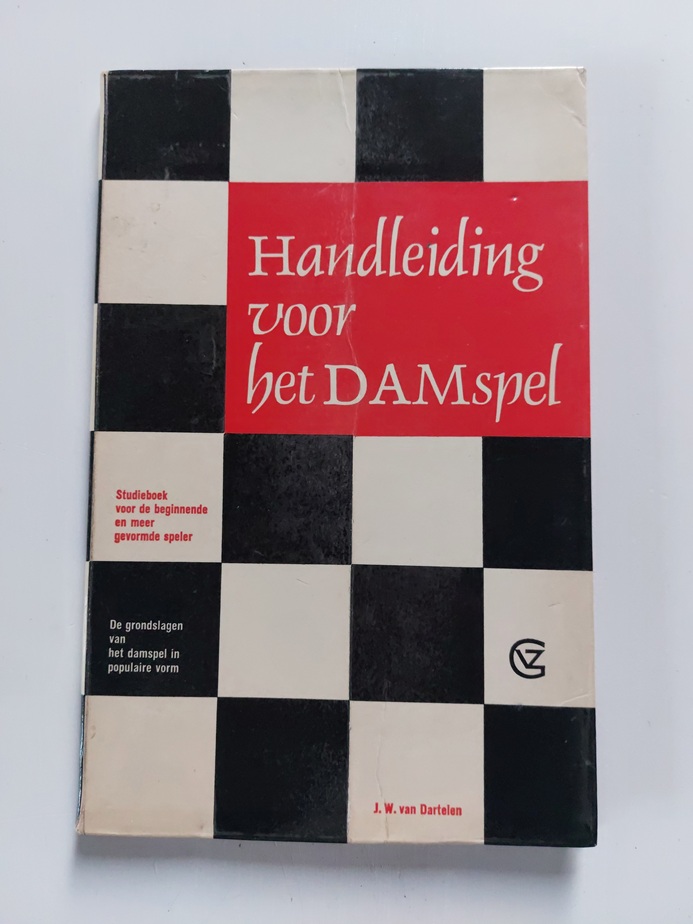 Handleiding
voor
het DAMspel
Studieboek
voor de beginnende
en meer
gevormde speler
De grondslagen
van
het damspel in
populaire vorm
GVZ
J. W. van Dartelen